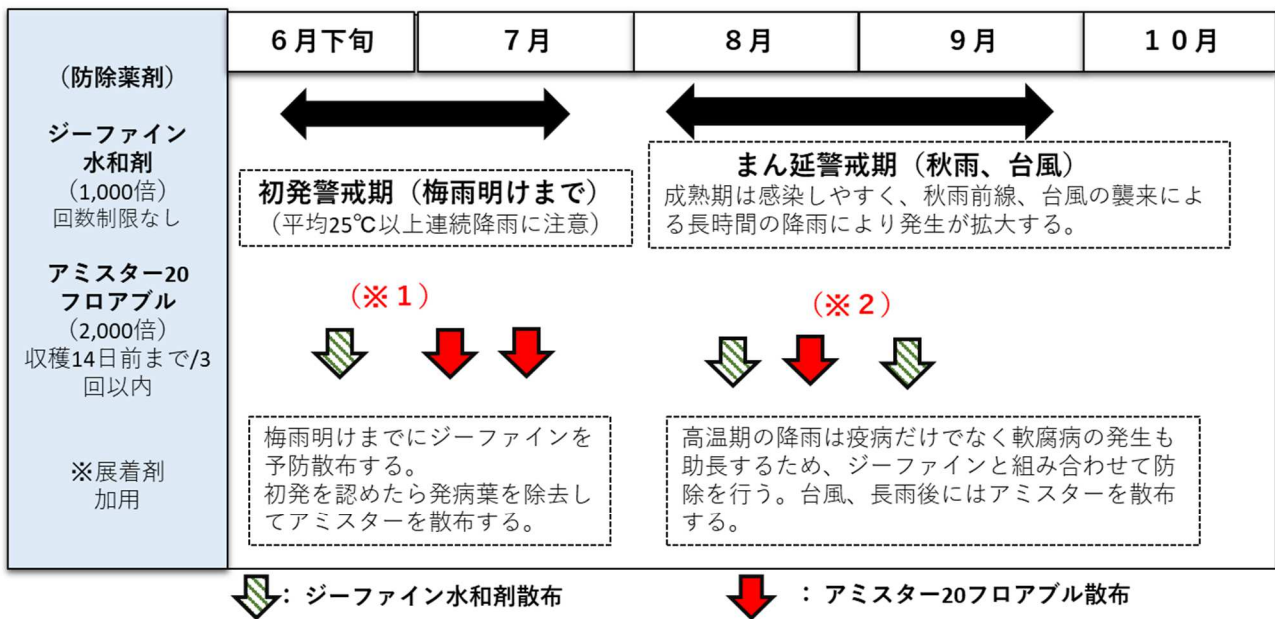 6月下旬
7月
8月
9月
10月
(防除薬剤)
ジーファイン
水和剤
(1,000倍)
回数制限なし
アミスター20
フロアブル
(2,000倍)
収穫14日前まで/3
回以内
※展着剤
加用
初発警戒期(梅雨明けまで)
(平均25℃以上連続降雨に注意)
まん延警戒期(秋雨、台風)
成熟期は感染しやすく、秋雨前線、台風の襲来によ
る長時間の降雨により発生が拡大する。
(※1)
(※2)
梅雨明けまでにジーファインを
予防散布する。
初発を認めたら発病葉を除去し
てアミスターを散布する。
高温期の降雨は疫病だけでなく軟腐病の発生も
助長するため、ジーファインと組み合わせて防
除を行う。台風、長雨後にはアミスターを散布
する。
:ジーファイン水和剤散布
:アミスター20フロアブル散布